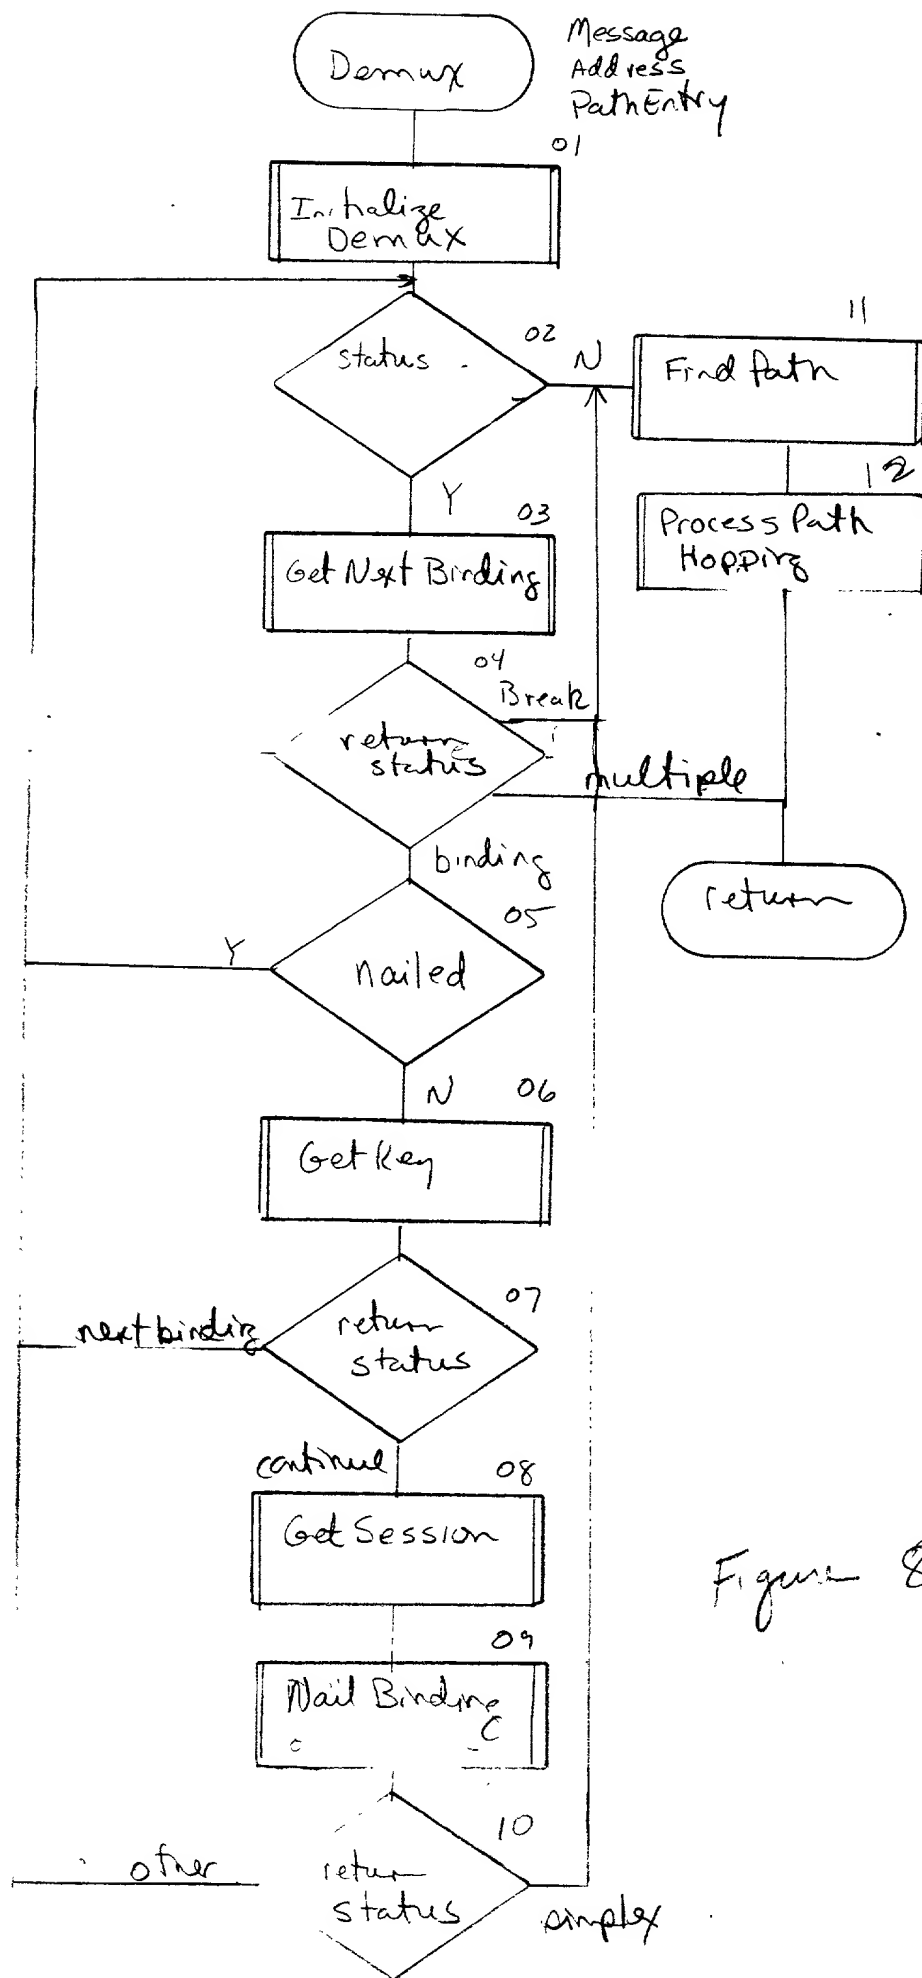 Demux
Message
Address
PathEntry
01
Initialize
Demux
02
status
N
11
Find Path
12
Process Path
Hopping
Y
03
Get Next Binding
04
Break
return
status
multiple
binding
return
05
Y
nailed
N
06
Get Key
07
next binding
return
status
continue
08
Get Session
Figure 8
09
Nail Binding
10
other
return
status
simplex